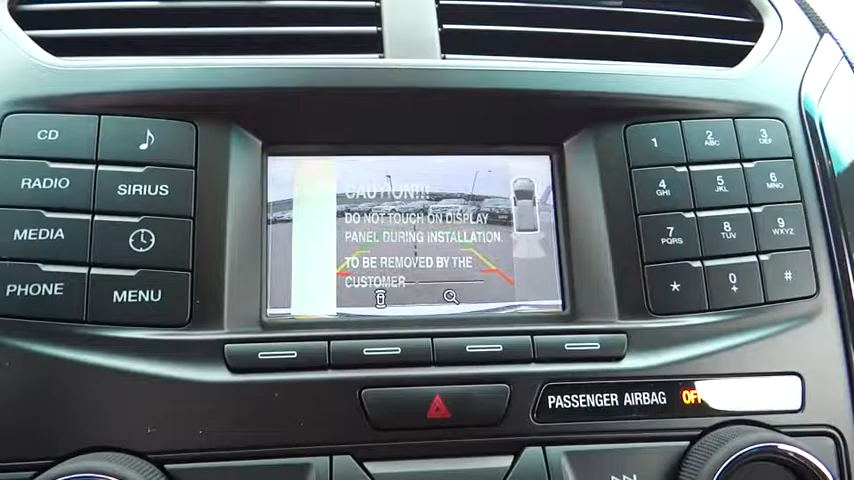 CD
RADIO
SIRIUS
MEDIA
PHONE
MENU
CAUTION!!!
DO NOT TOUCH ON DISPLAY
PANEL DURING INSTALLATION
TO BE REMOVED BY THE
CUSTOMER
1
2 ABC
3 DEF
4 GHI
5 JKL
6 MNO
7 PQRS
8 TUV
9 WXYZ
*
0 +
#
PASSENGER AIRBAG OFF